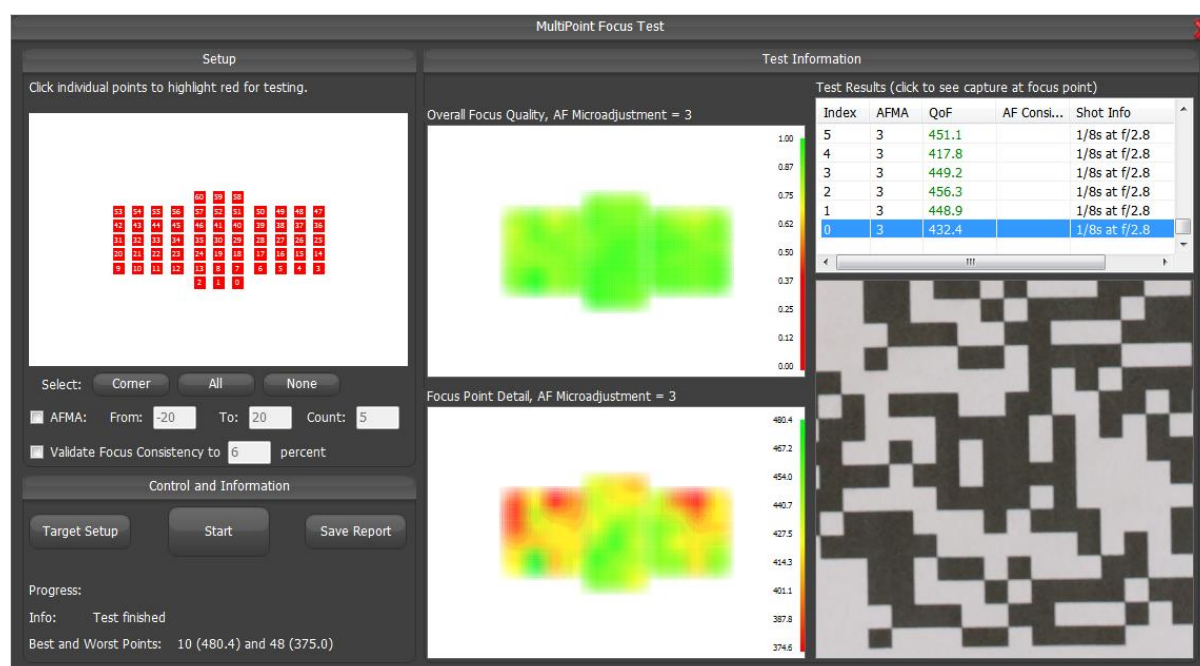 MultiPoint Focus Test
Setup
Click individual points to highlight red for testing.
60 59 58
53 54 55 56 57 52 51 50 49 48 47
42 43 44 45 46 41 40 39 38 37 36
31 32 33 34 35 30 29 28 27 26 25
20 21 22 23 24 19 18 17 16 15 14
9 10 11 12 13 8 7 6 5 4 3
2 1 0
Select: Corner All None
AFMA: From: -20 To: 20 Count: 5
Validate Focus Consistency to 6 percent
Control and Information
Target Setup Start Save Report
Progress:
Info: Test finished
Best and Worst Points: 10 (480.4) and 48 (375.0)
Test Information
Overall Focus Quality, AF Microadjustment = 3
1.00
0.87
0.75
0.62
0.50
0.37
0.25
0.12
0.00
Focus Point Detail, AF Microadjustment = 3
480.4
467.2
454.0
440.7
427.5
414.3
401.1
387.8
374.6
Test Results (click to see capture at focus point)
Index AFMA QoF AF Consi... Shot Info
5 3 451.1 1/8s at f/2.8
4 3 417.8 1/8s at f/2.8
3 3 449.2 1/8s at f/2.8
2 3 456.3 1/8s at f/2.8
1 3 448.9 1/8s at f/2.8
0 3 432.4 1/8s at f/2.8